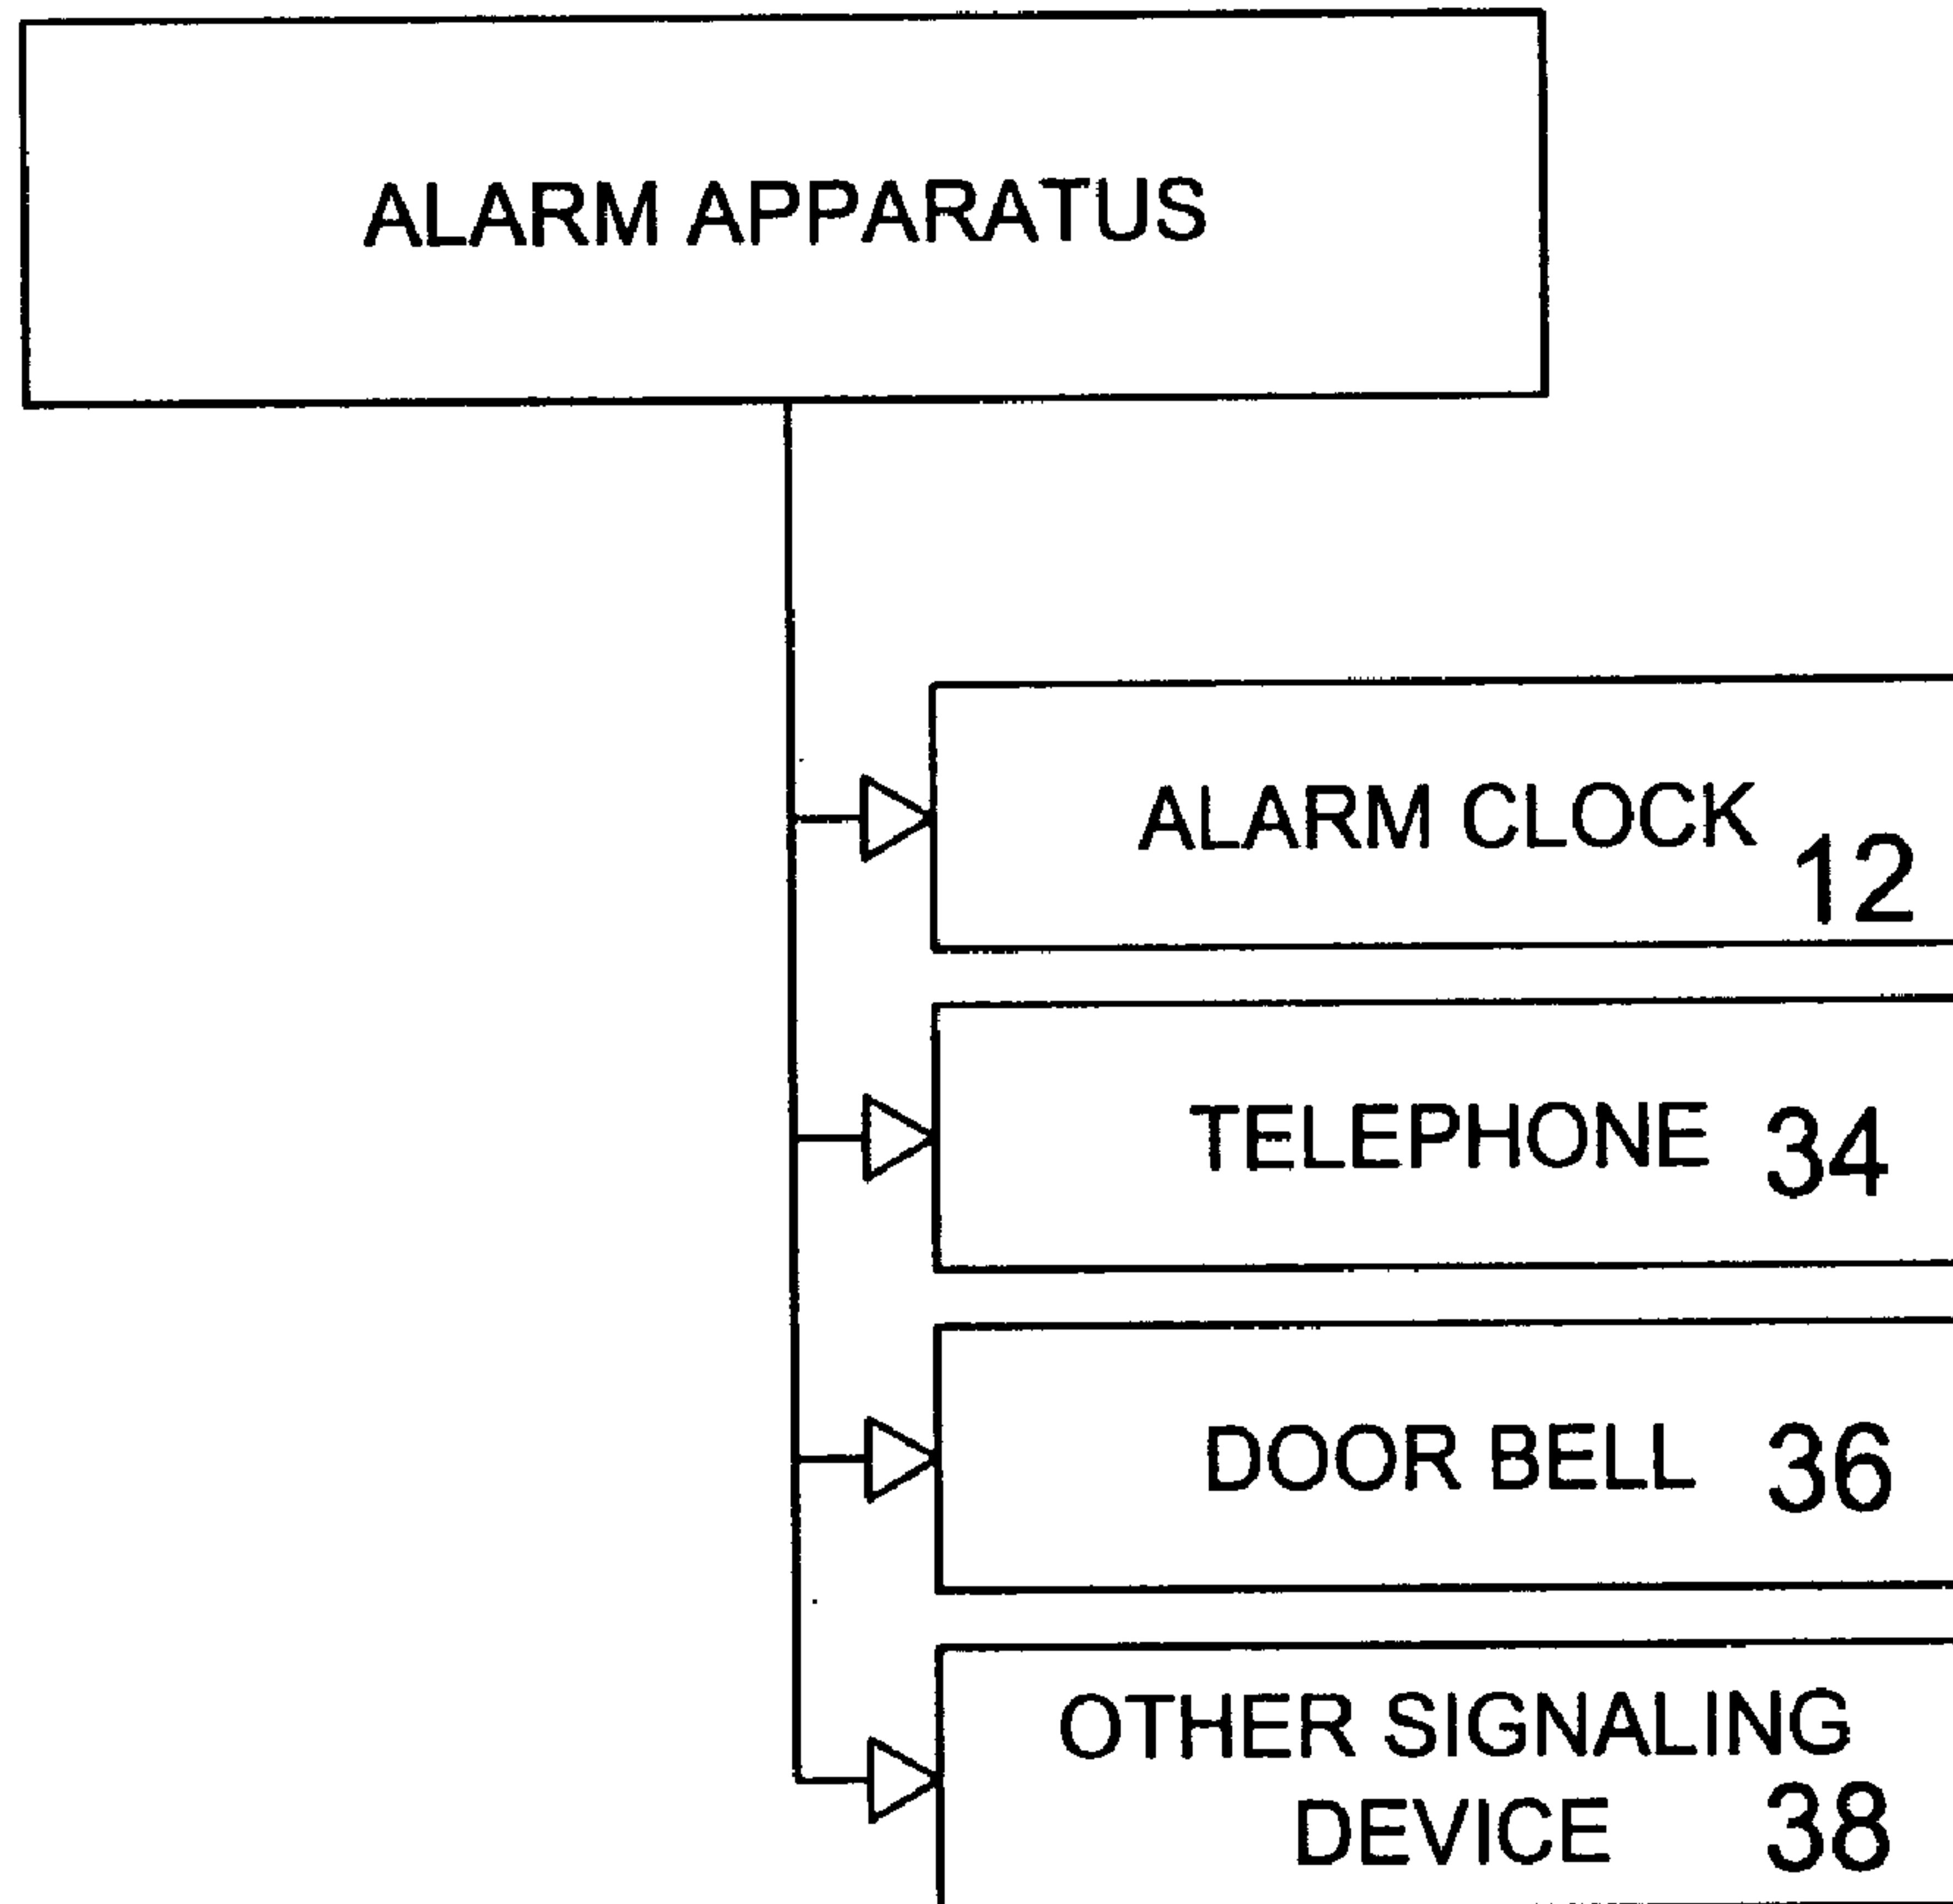 ALARM APPARATUS
ALARM CLOCK 12
TELEPHONE 34
DOOR BELL 36
OTHER SIGNALING
DEVICE 38